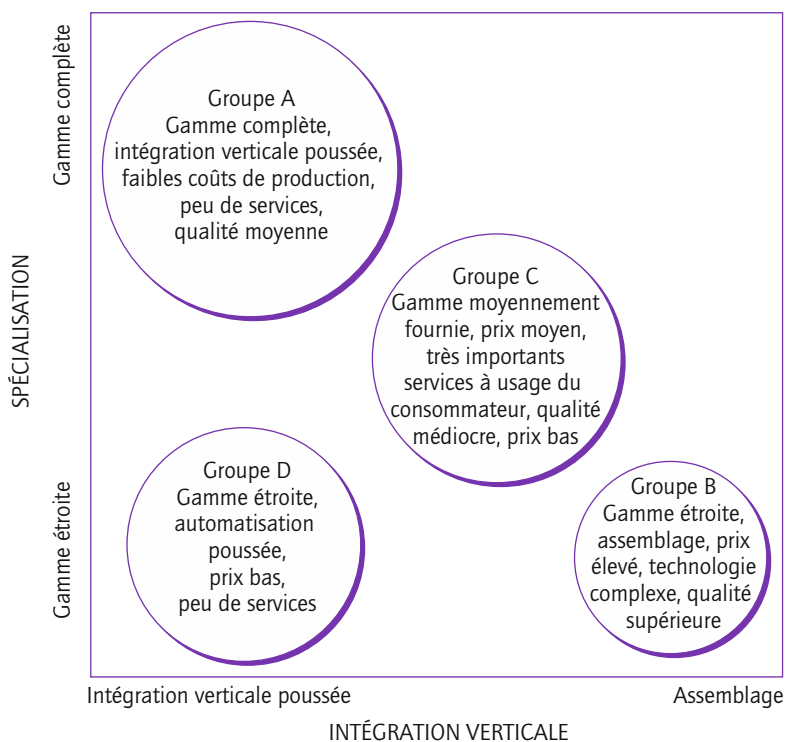 Gamme complète
Groupe A
Gamme complète,
intégration verticale poussée,
faibles coûts de production,
peu de services,
qualité moyenne
SPÉCIALISATION
Groupe C
Gamme moyennement
fournie, prix moyen,
très importants
services à usage du
consommateur, qualité
médiocre, prix bas
Gamme étroite
Groupe D
Gamme étroite,
automatisation
poussée,
prix bas,
peu de services
Groupe B
Gamme étroite,
assemblage, prix
élevé, technologie
complexe, qualité
supérieure
Intégration verticale poussée
Assemblage
INTÉGRATION VERTICALE